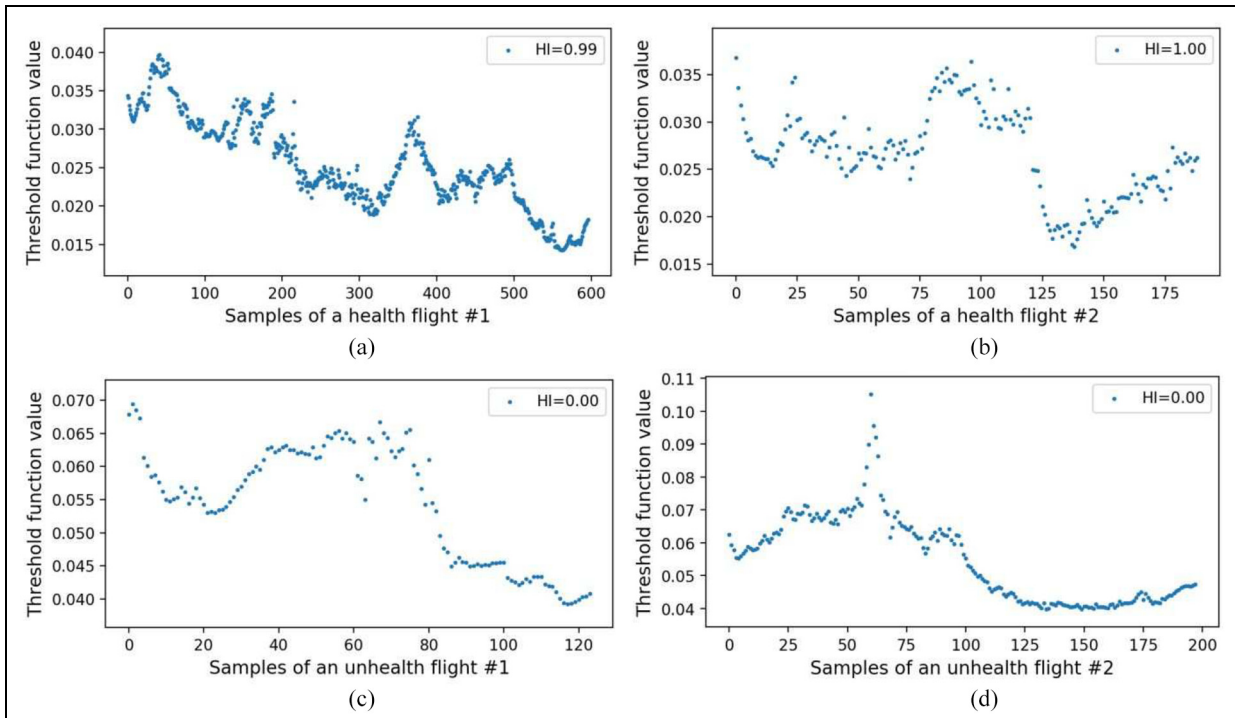 Threshold function value
0.040
0.035
0.030
0.025
0.020
0.015
HI=0.99
0 100 200 300 400 500 600
Samples of a health flight #1
(a)
Threshold function value
0.035
0.030
0.025
0.020
0.015
HI=1.00
0 25 50 75 100 125 150 175
Samples of a health flight #2
(b)
Threshold function value
0.070
0.065
0.060
0.055
0.050
0.045
0.040
HI=0.00
0 20 40 60 80 100 120
Samples of an unhealth flight #1
(c)
Threshold function value
0.11
0.10
0.09
0.08
0.07
0.06
0.05
0.04
HI=0.00
0 25 50 75 100 125 150 175 200
Samples of an unhealth flight #2
(d)